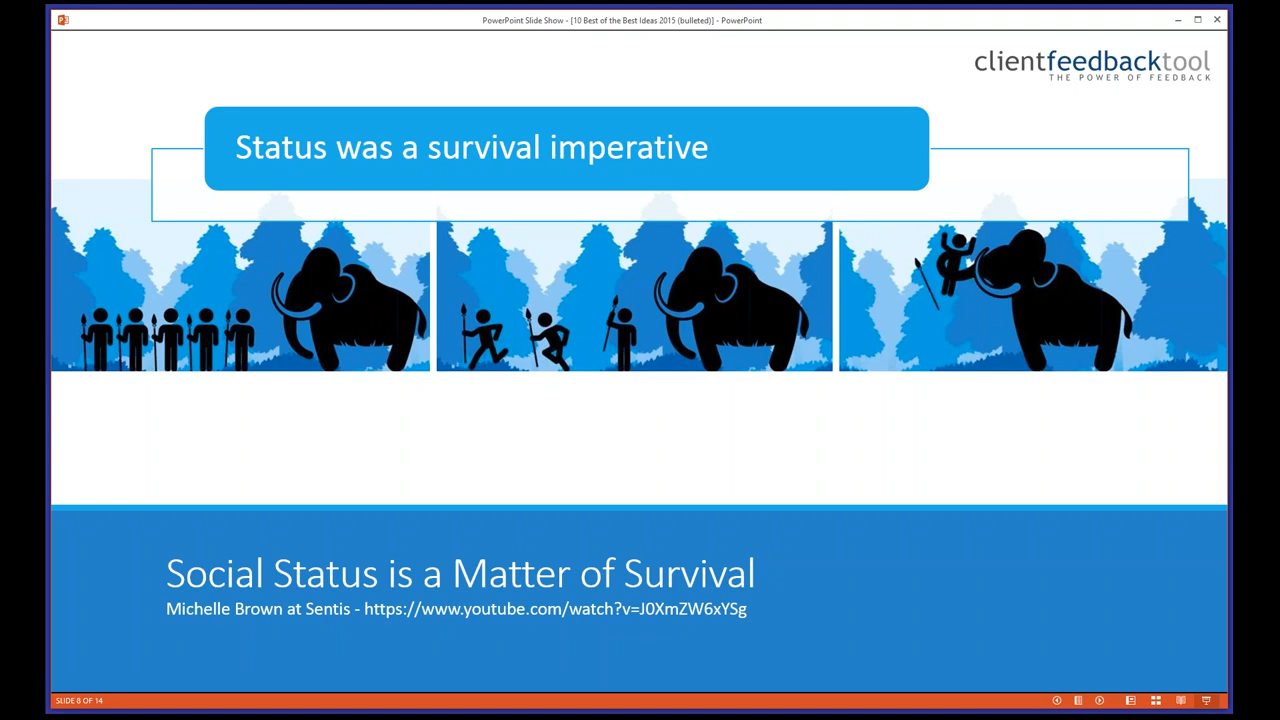 PowerPoint Slide Show - [10 Best of the Best Ideas 2015 (bulleted)] - PowerPoint
clientfeedbacktool
THE POWER OF FEEDBACK
Status was a survival imperative
Social Status is a Matter of Survival
Michelle Brown at Sentis - https://www.youtube.com/watch?v=J0XmZW6xYSg
SLIDE 8 OF 14